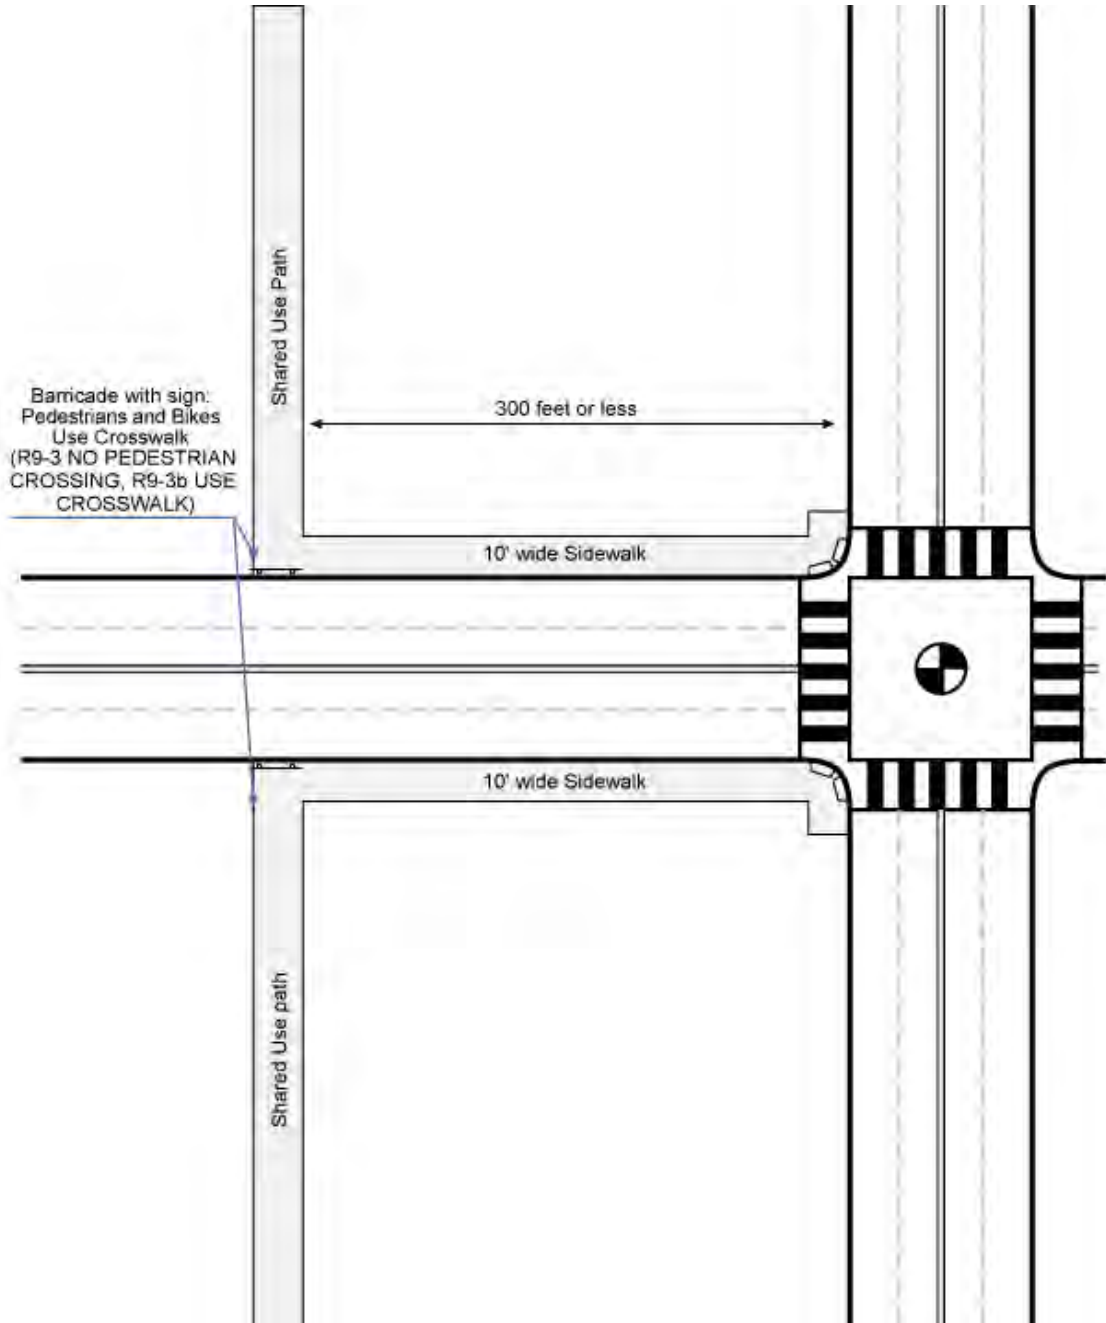 Shared Use Path
Barricade with sign:
Pedestrians and Bikes
Use Crosswalk
(R9-3 NO PEDESTRIAN
CROSSING, R9-3b USE
CROSSWALK)
300 feet or less
10' wide Sidewalk
10' wide Sidewalk
Shared Use path